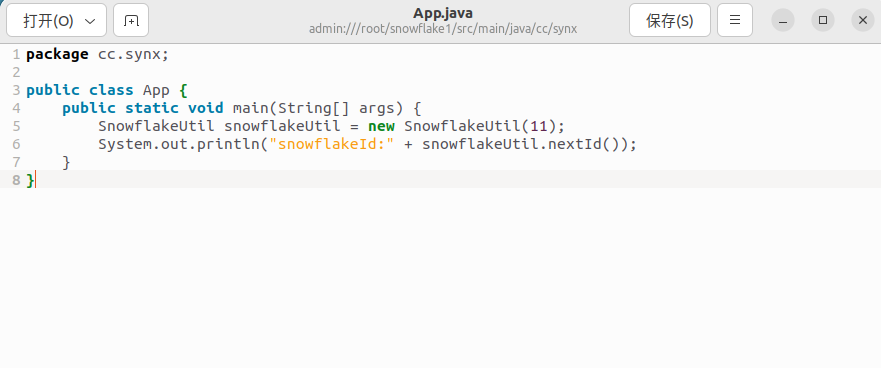 打开(O)
App.java
admin:///root/snowflake1/src/main/java/cc/synx
保存(S)
1 package cc.synx;
2
3 public class App {
4     public static void main(String[] args) {
5         SnowflakeUtil snowflakeUtil = new SnowflakeUtil(11);
6         System.out.println("snowflakeId:" + snowflakeUtil.nextId());
7     }
8 }